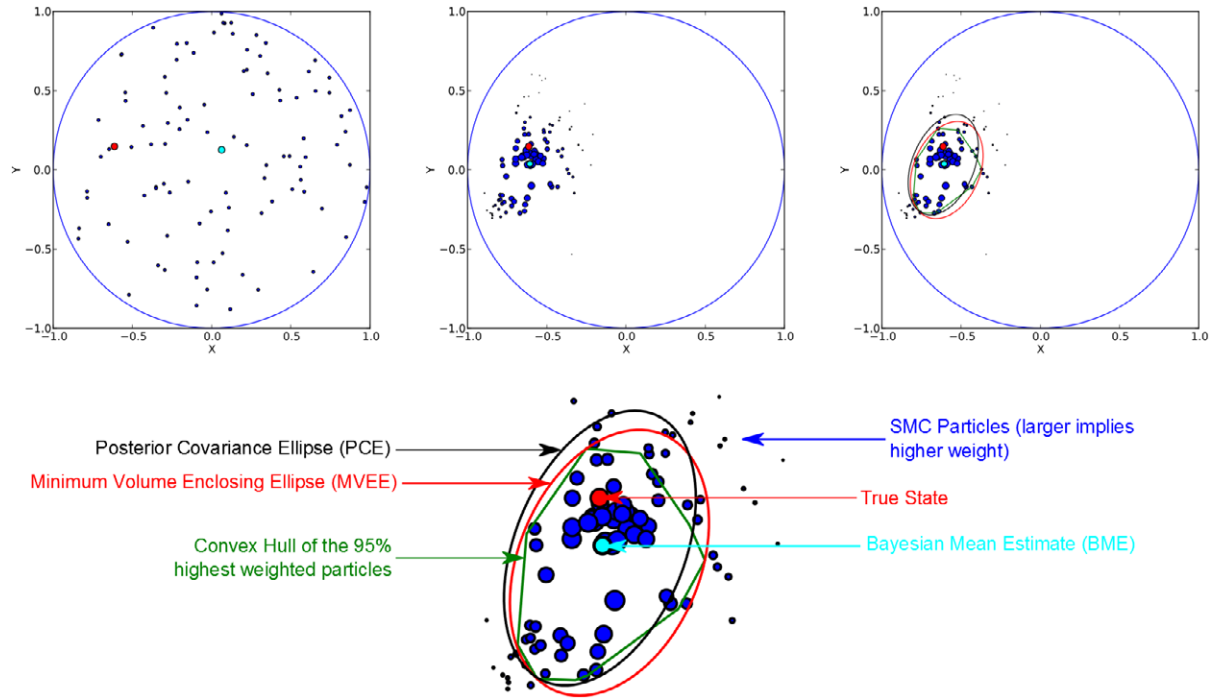 1.0
0.5
0.0
−0.5
−1.0
Y
−1.0 −0.5 0.0 0.5 1.0
X
1.0
0.5
0.0
−0.5
−1.0
Y
−1.0 −0.5 0.0 0.5 1.0
X
1.0
0.5
0.0
−0.5
−1.0
Y
−1.0 −0.5 0.0 0.5 1.0
X
Posterior Covariance Ellipse (PCE)
Minimum Volume Enclosing Ellipse (MVEE)
Convex Hull of the 95%
highest weighted particles
SMC Particles (larger implies
higher weight)
True State
Bayesian Mean Estimate (BME)